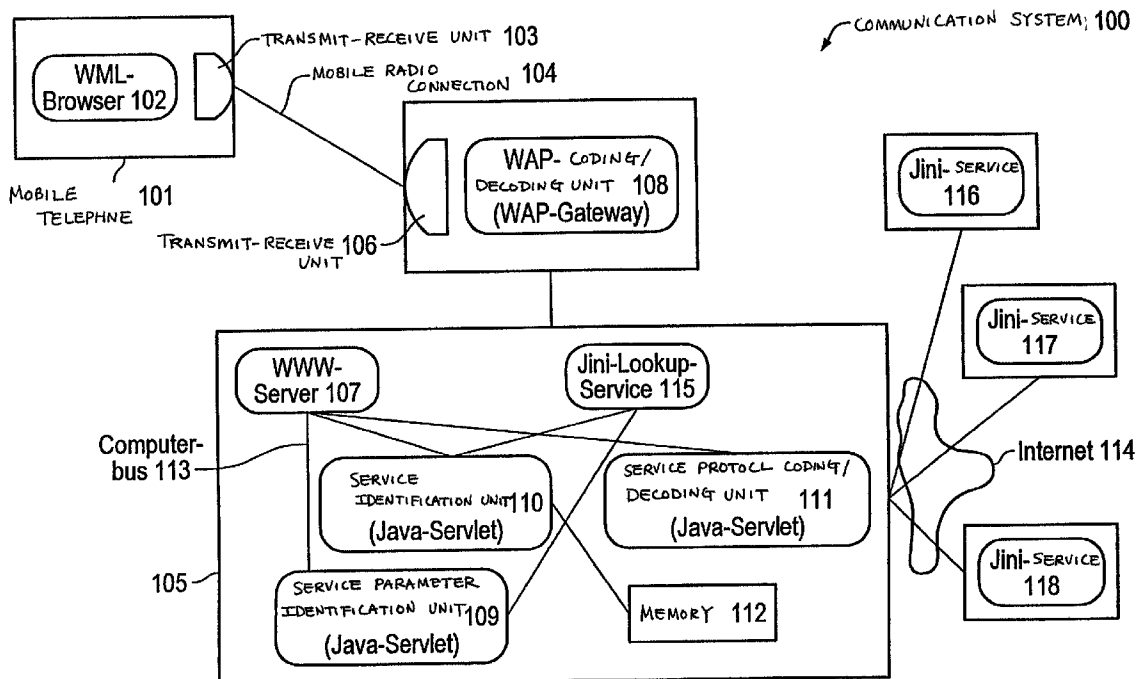 COMMUNICATION SYSTEM; 100
TRANSMIT-RECEIVE UNIT 103
MOBILE RADIO
CONNECTION 104
WML-
Browser 102
MOBILE 101
TELEPHNE
WAP- CODING/
DECODING UNIT 108
(WAP-Gateway)
TRANSMIT-RECEIVE 106
UNIT
Jini-SERVICE
116
Jini-SERVICE
117
Internet 114
Jini-SERVICE
118
WWW-
Server 107
Jini-Lookup-
Service 115
Computer-
bus 113
SERVICE
IDENTIFICATION UNIT 110
(Java-Servlet)
SERVICE PROTOCL CODING/
DECODING UNIT 111
(Java-Servlet)
105
SERVICE PARAMETER
IDENTIFICATION UNIT 109
(Java-Servlet)
MEMORY 112